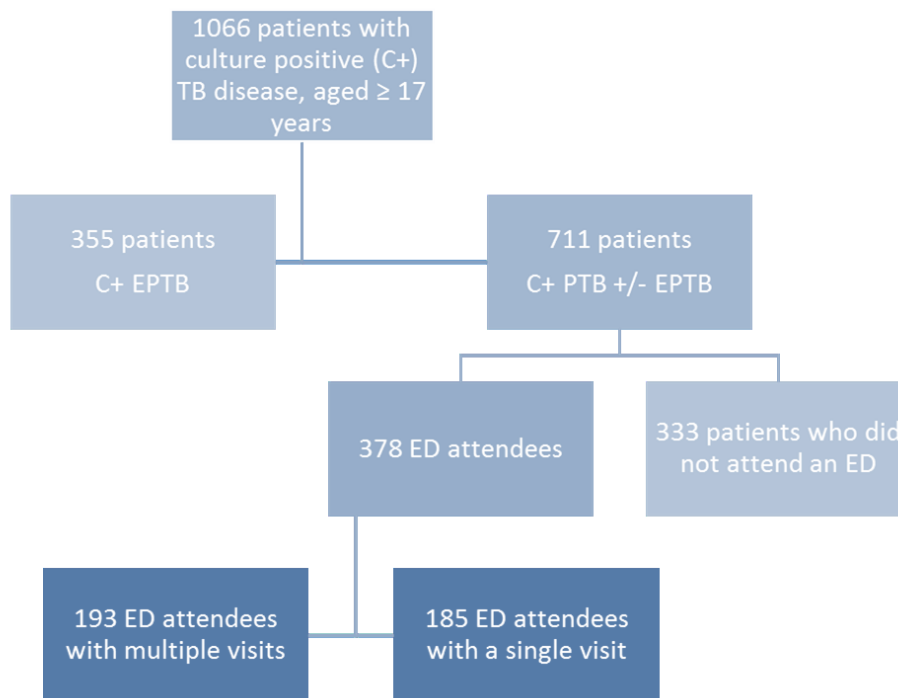 1066 patients with
culture positive (C+)
TB disease, aged ≥ 17
years
355 patients
C+ EPTB
711 patients
C+ PTB +/- EPTB
378 ED attendees
333 patients who did
not attend an ED
193 ED attendees
with multiple visits
185 ED attendees
with a single visit